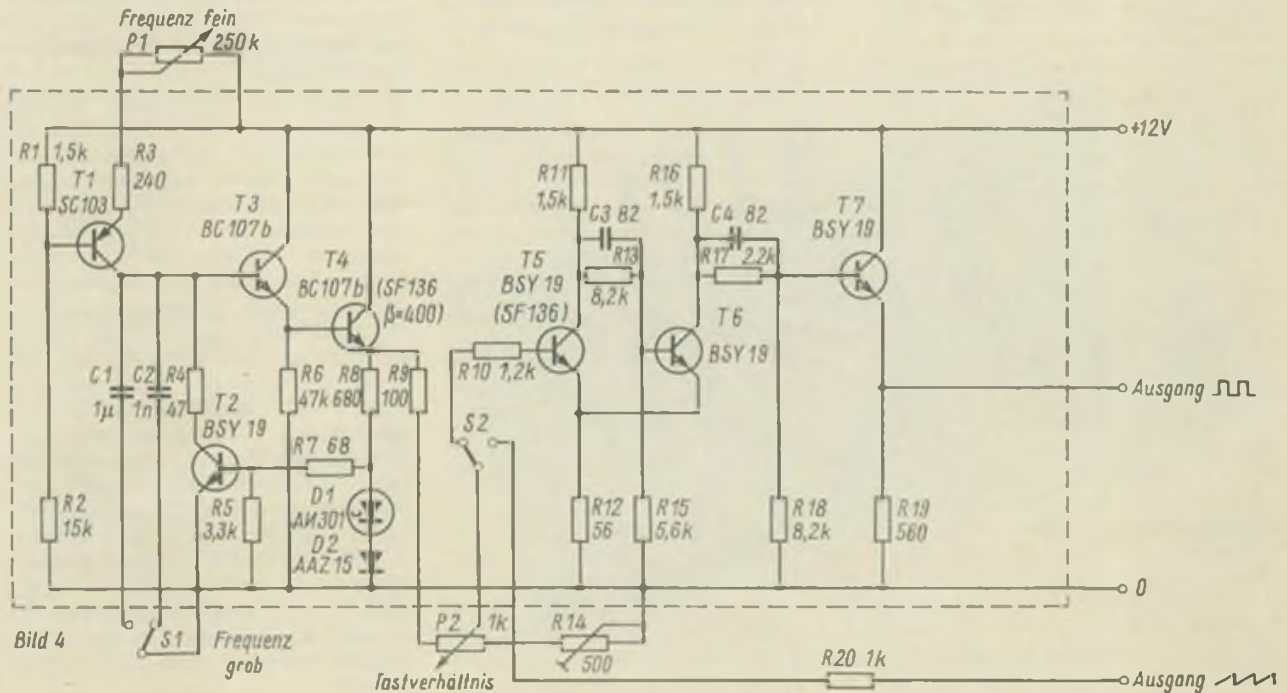 Frequenz fein
P1
250k
+12V
R1
1,5k
R3
240
T1
SC103
T3
BC107b
T4
BC107b (SF136
β=400)
R11
1,5k
C3 82
R13
8,2k
R16
1,5k
C4 82
R17
2,2k
T7
BSY 19
T5
BSY 19
(SF136)
T6
BSY 19
R10 1,2k
C1
1µ
C2
1n
R4
47
T2
BSY 19
R6
47k
R8
680
R9
100
S2
Ausgang
R7 68
R2
15k
R5
3,3k
D1
AИ301
D2
AAZ15
R12
56
R15
5,6k
R18
8,2k
R19
560
0
Bild 4
S1
Frequenz
grob
P2
1k
R14
500
Tastverhältnis
R20 1k
Ausgang